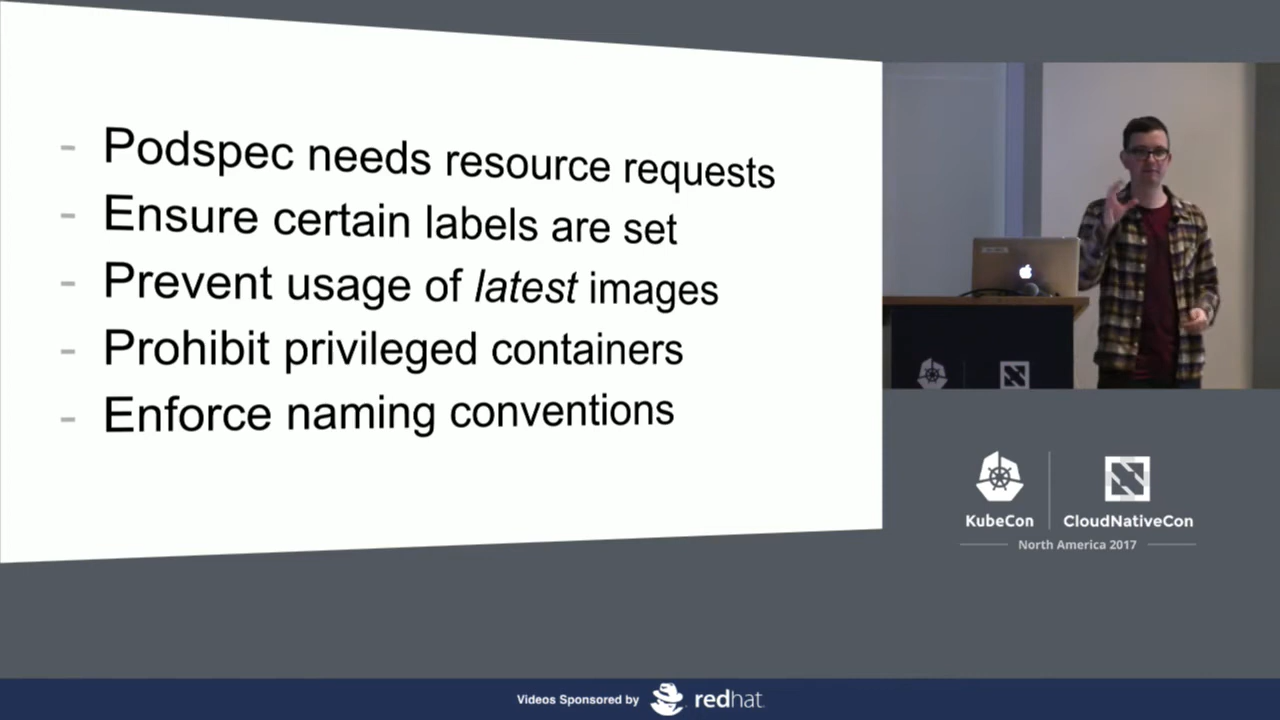 - Podspec needs resource requests
- Ensure certain labels are set
- Prevent usage of latest images
- Prohibit privileged containers
- Enforce naming conventions
KubeCon
CloudNativeCon
North America 2017
Videos Sponsored by redhat.